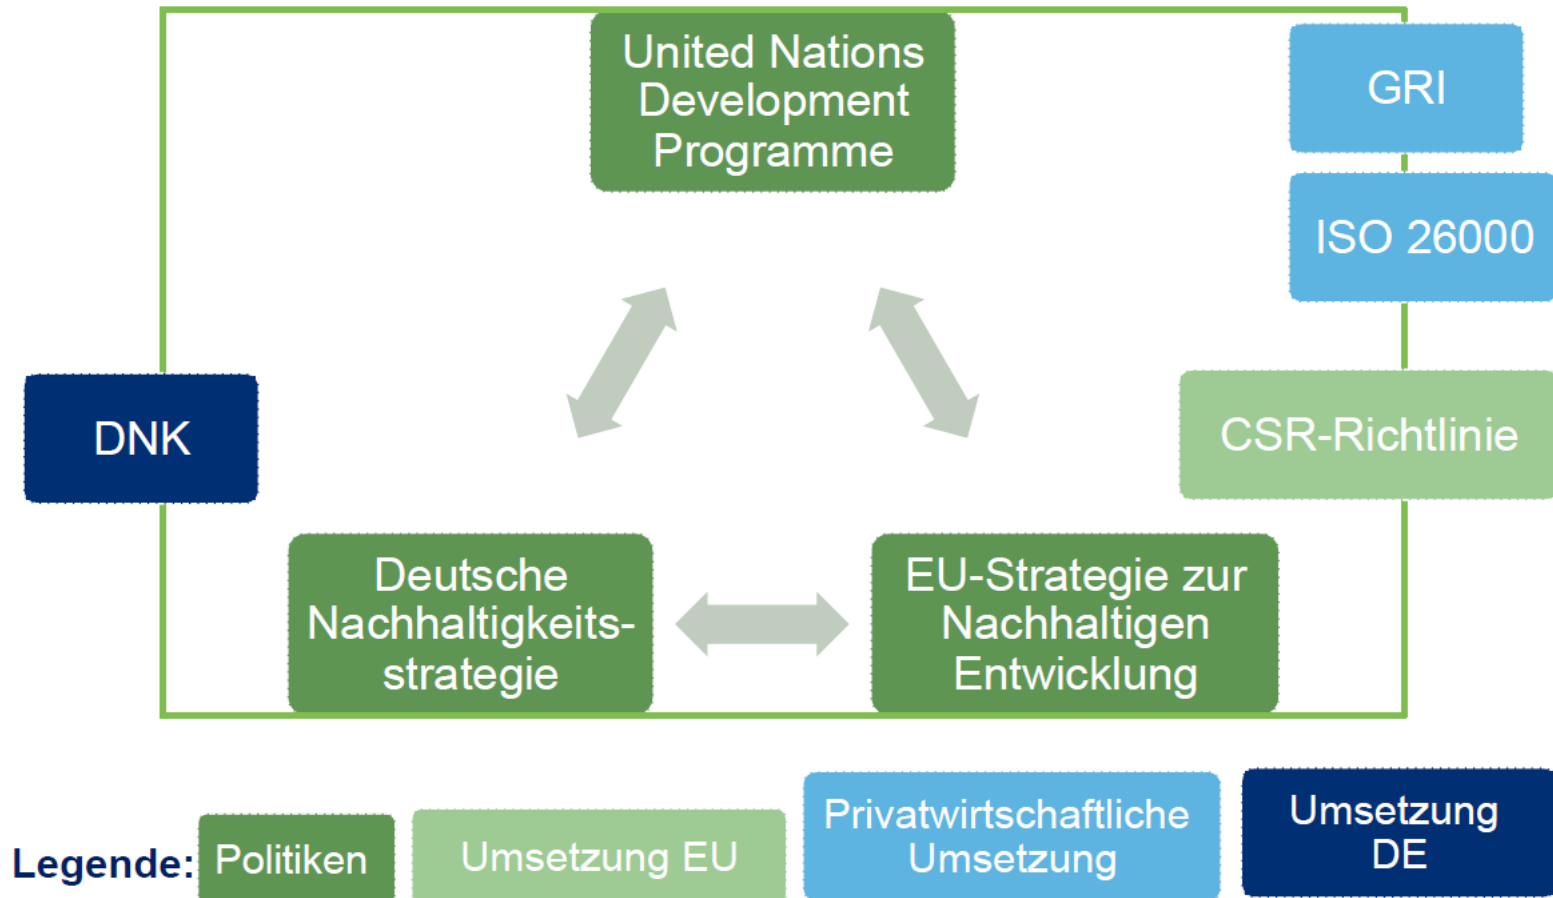 United Nations
Development
Programme
GRI
ISO 26000
DNK
CSR-Richtlinie
Deutsche
Nachhaltigkeits-
strategie
EU-Strategie zur
Nachhaltigen
Entwicklung
Legende:
Politiken
Umsetzung EU
Privatwirtschaftliche
Umsetzung
Umsetzung
DE